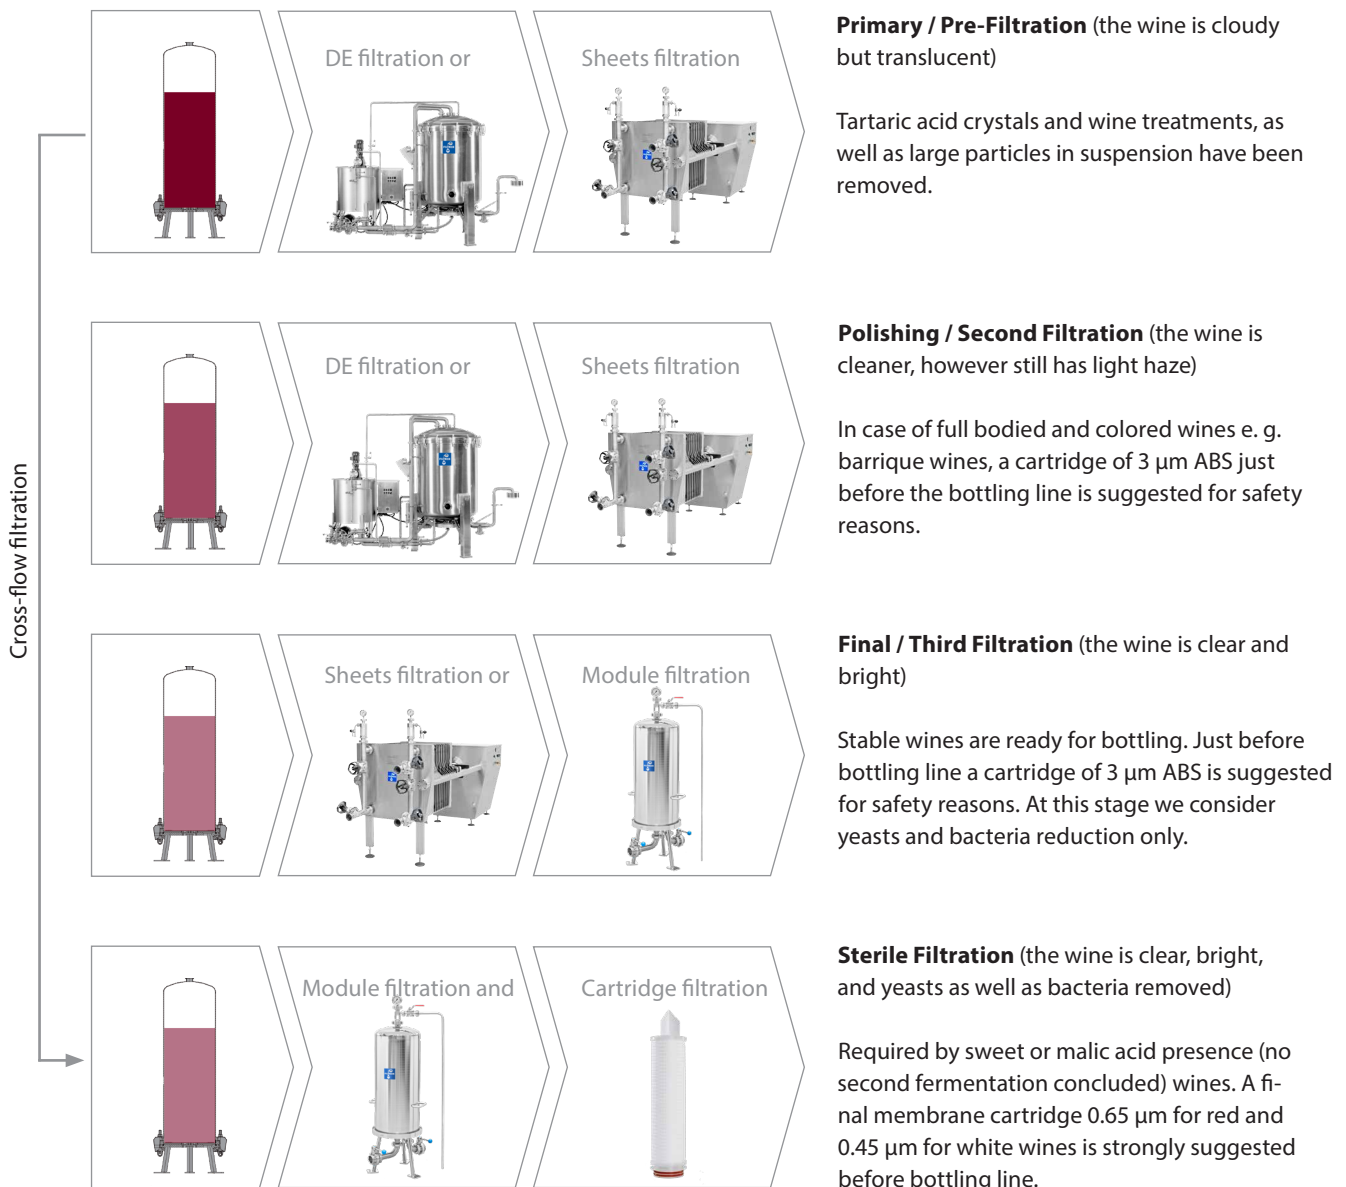 DE filtration or
Sheets filtration
Primary / Pre-Filtration (the wine is cloudy
but translucent)
Tartaric acid crystals and wine treatments, as
well as large particles in suspension have been
removed.
Cross-flow filtration
DE filtration or
Sheets filtration
Polishing / Second Filtration (the wine is
cleaner, however still has light haze)
In case of full bodied and colored wines e. g.
barrique wines, a cartridge of 3 µm ABS just
before the bottling line is suggested for safety
reasons.
Sheets filtration or
Module filtration
Final / Third Filtration (the wine is clear and
bright)
Stable wines are ready for bottling. Just before
bottling line a cartridge of 3 µm ABS is suggested
for safety reasons. At this stage we consider
yeasts and bacteria reduction only.
Module filtration and
Cartridge filtration
Sterile Filtration (the wine is clear, bright,
and yeasts as well as bacteria removed)
Required by sweet or malic acid presence (no
second fermentation concluded) wines. A fi-
nal membrane cartridge 0.65 µm for red and
0.45 µm for white wines is strongly suggested
before bottling line.